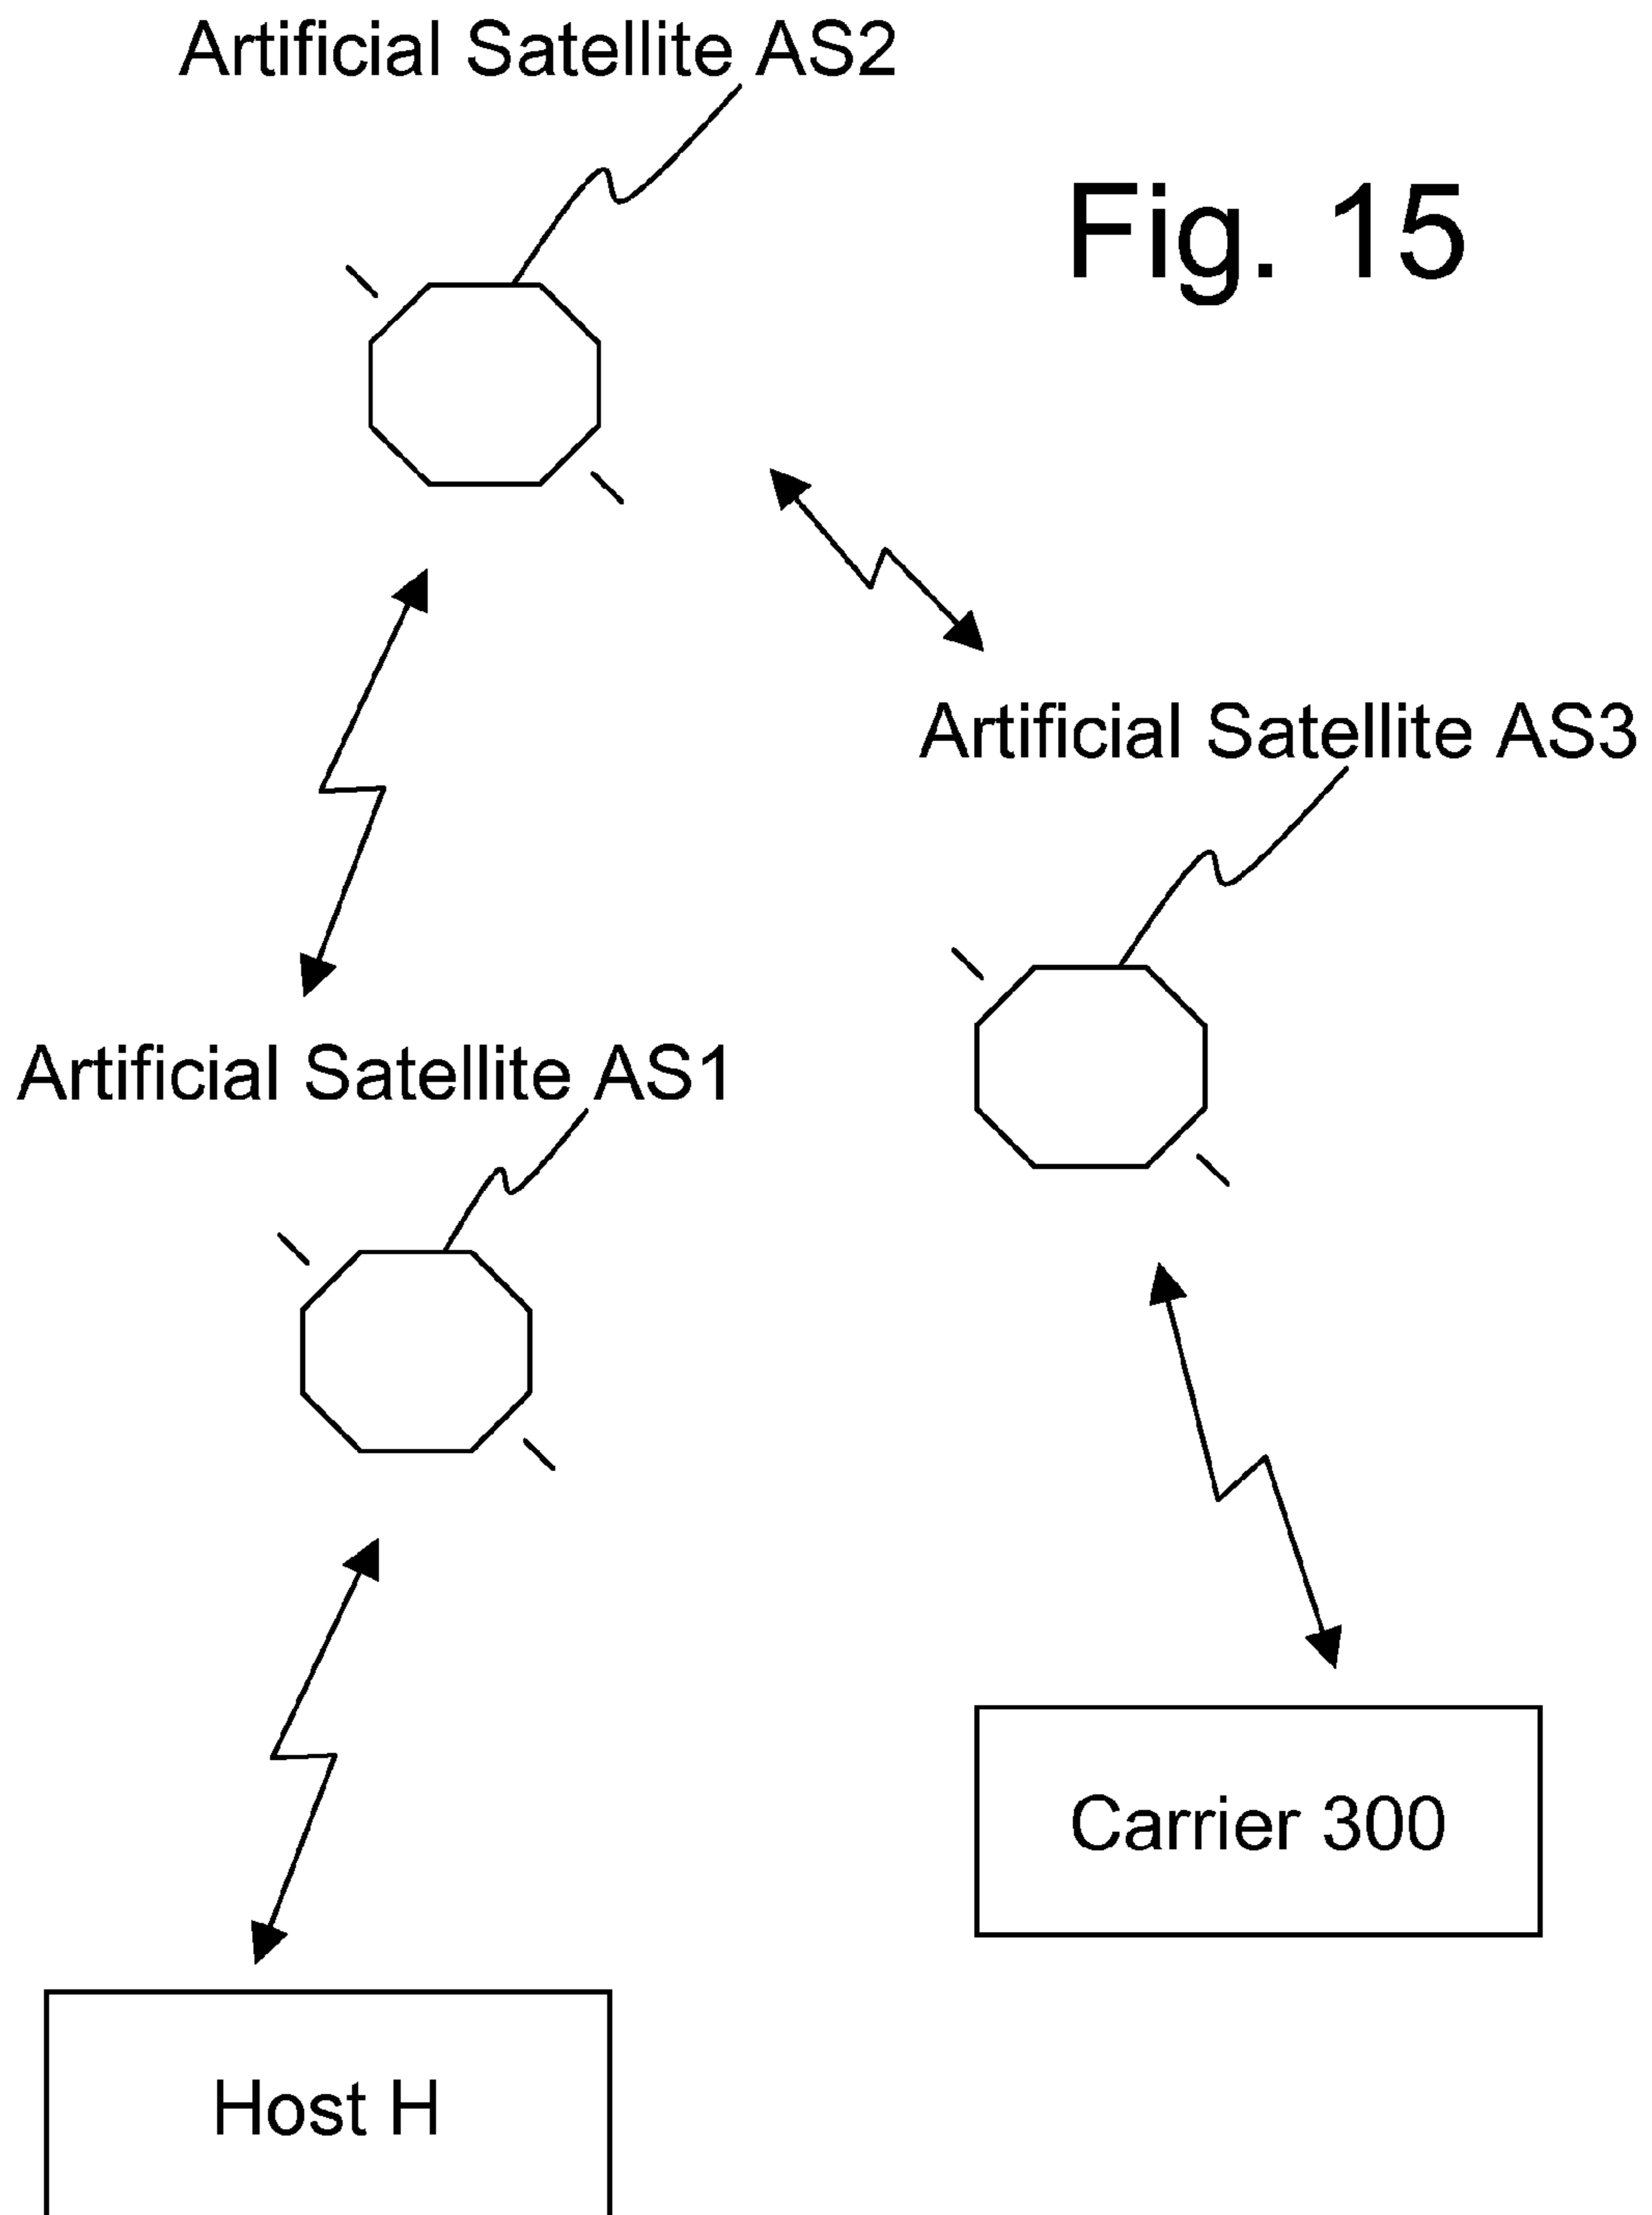 Artificial Satellite AS2
Fig. 15
Artificial Satellite AS3
Artificial Satellite AS1
Carrier 300
Host H